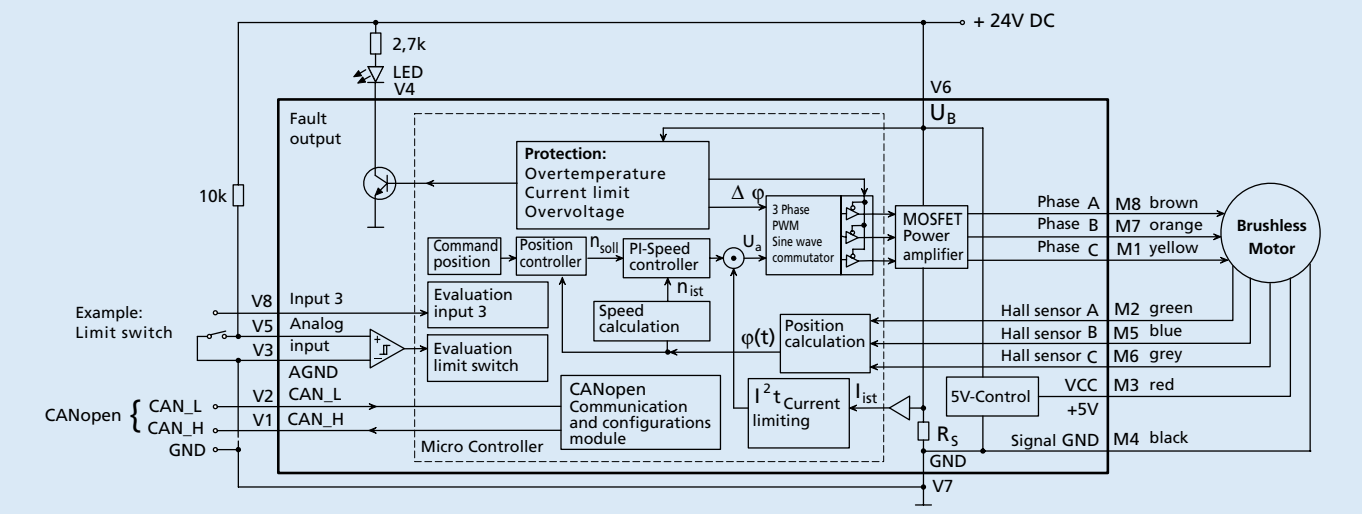 + 24V DC
2,7k
LED
V4
V6
U_B
Fault
output
10k
Protection:
Overtemperature
Current limit
Overvoltage
Δ φ
3 Phase
PWM
Sine wave
commutator
MOSFET
Power
amplifier
Phase A
M8 brown
Phase B
M7 orange
Phase C
M1 yellow
Brushless
Motor
Command
position
Position
controller
n_soll
PI-Speed
controller
U_a
n_ist
Example:
Limit switch
V8
Input 3
V5
Analog
V3
input
AGND
Evaluation
input 3
+
-
Evaluation
limit switch
Speed
calculation
φ(t)
Position
calculation
Hall sensor A
M2 green
Hall sensor B
M5 blue
Hall sensor C
M6 grey
CANopen {
CAN_L
V2
CAN_L
CAN_H
V1
CAN_H
GND
CANopen
Communication
and configurations
module
I²t Current
limiting
I_ist
5V-Control
VCC
M3 red
+5V
R_S
Signal GND
M4 black
GND
Micro Controller
V7